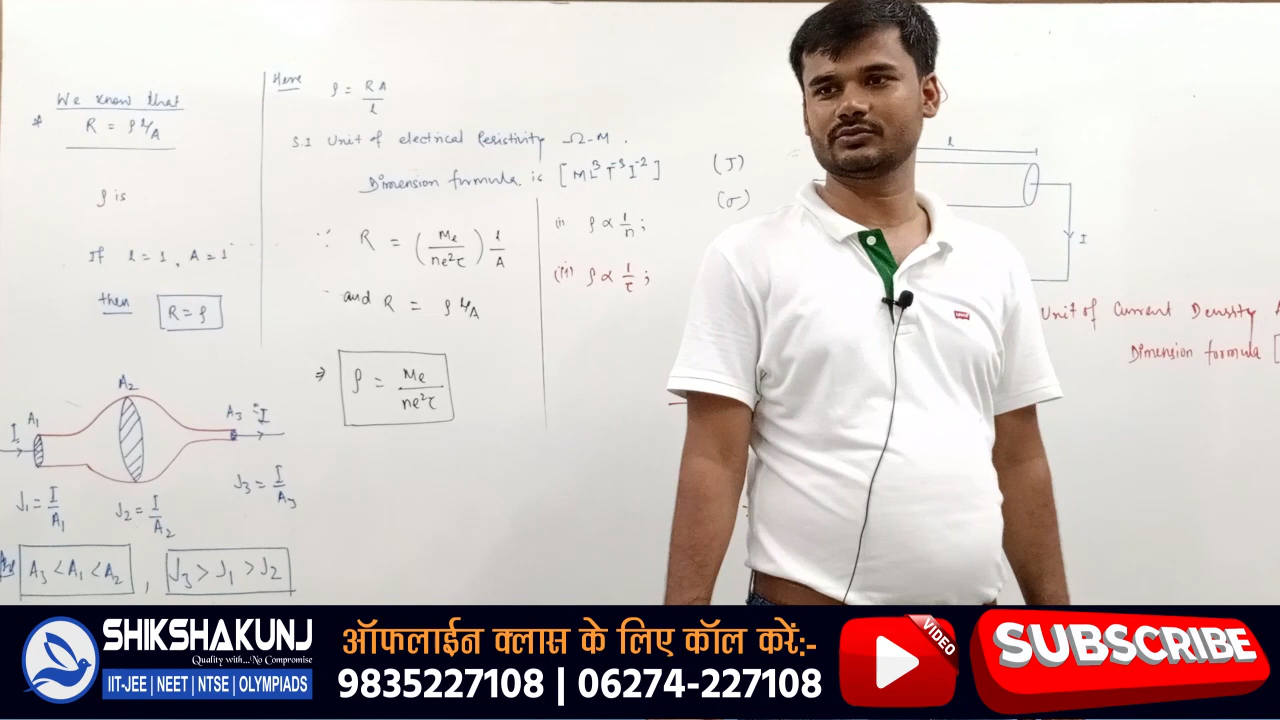 We know that
R = ρ l/A
ρ is
If l = 1, A = 1
then R = ρ
A₁
A₂
A₃
I
I
J₁ = I/A₁
J₂ = I/A₂
J₃ = I/A₃
A₃ < A₁ < A₂ , J₃ > J₁ > J₂
Here ρ = RA/l
S.I Unit of electrical Resistivity Ω-M.
Dimension formula is [ML³T⁻³I⁻²]
∵ R = (Me/ne²τ) l/A
and R = ρ l/A
⇒ ρ = Me/ne²τ
(i) ρ ∝ 1/n ;
(ii) ρ ∝ 1/τ ;
(J)
(σ)
l
I
Unit of Current Density A
Dimension formula [
Levi's
SHIKSHAKUNJ
Quality with...No Compromise
IIT-JEE | NEET | NTSE | OLYMPIADS
ऑफलाईन क्लास के लिए कॉल करें:-
9835227108 | 06274-227108
VIDEO
SUBSCRIBE